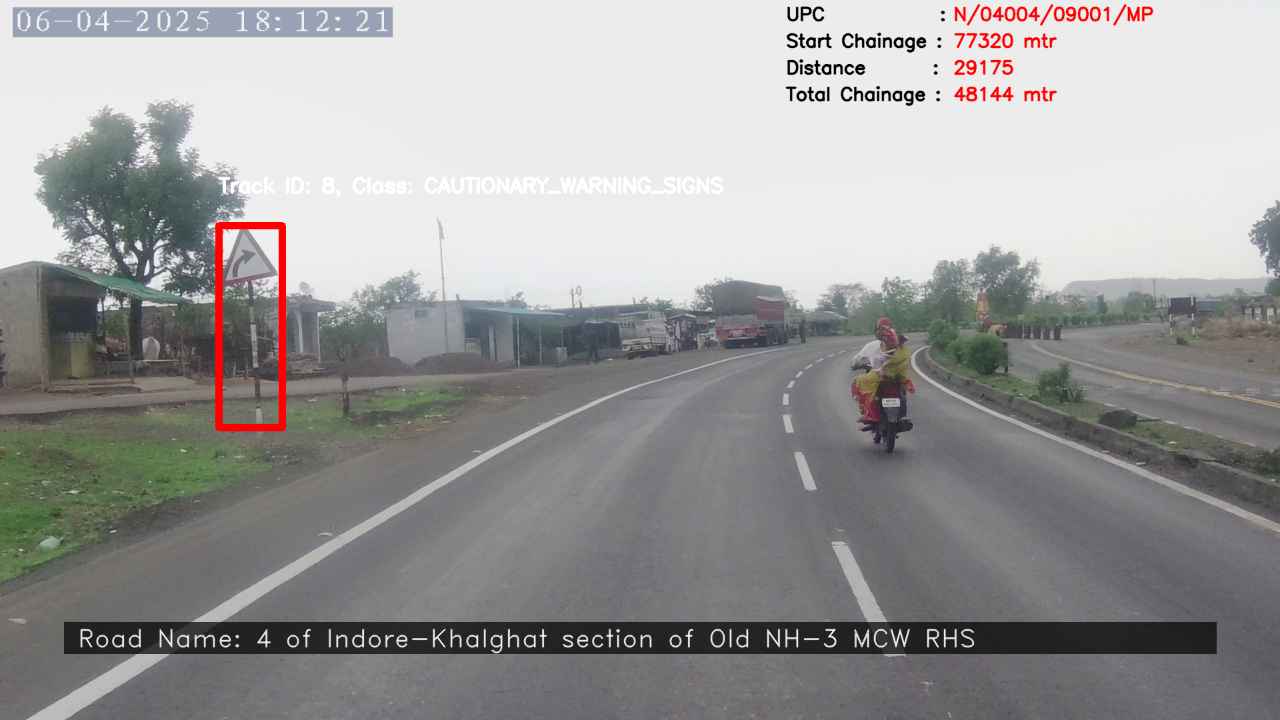 06-04-2025 18:12:21
UPC : N/04004/09001/MP
Start Chainage : 77320 mtr
Distance : 29175
Total Chainage : 48144 mtr
Track ID: 8, Class: CAUTIONARY_WARNING_SIGNS
Road Name: 4 of Indore-Khalghat section of Old NH-3 MCW RHS